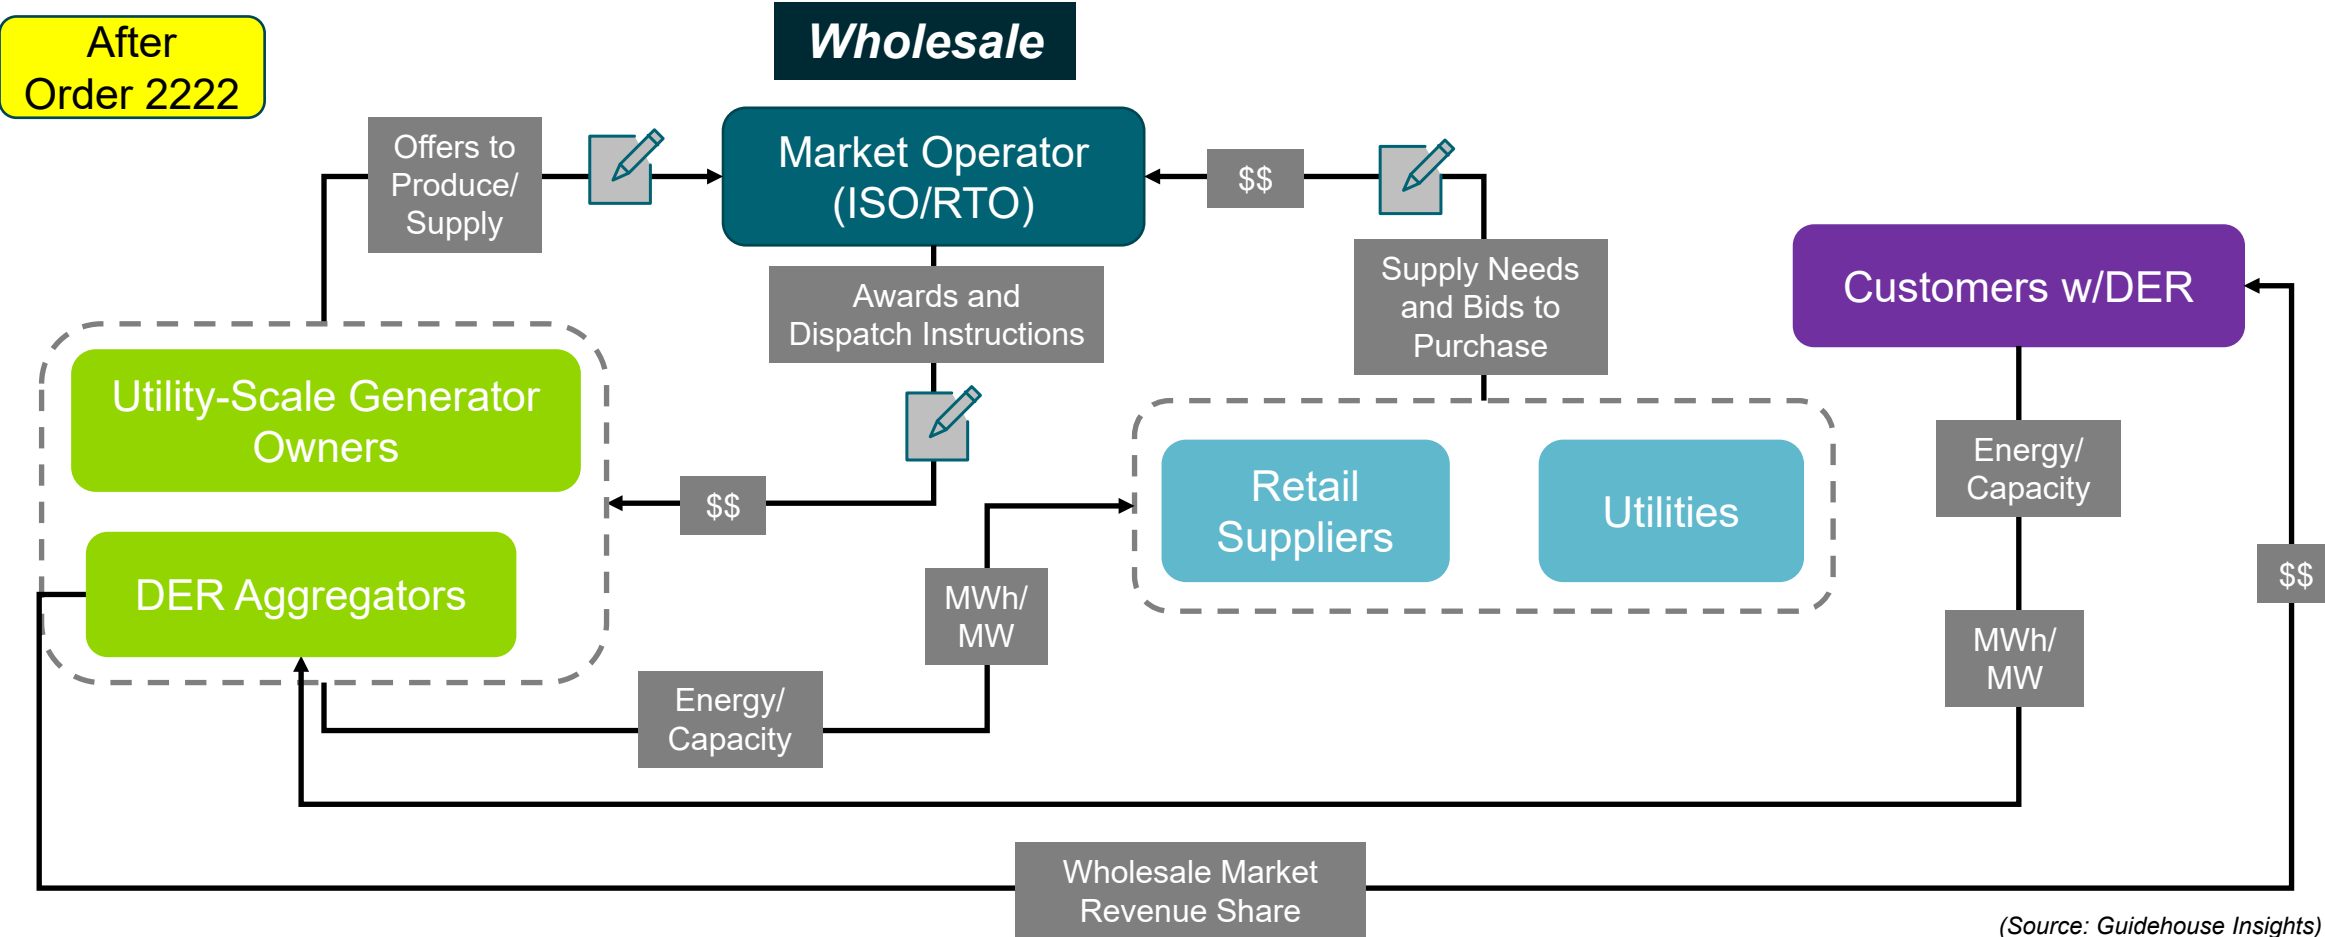 After
Order 2222
Wholesale
Offers to
Produce/
Supply
Market Operator
(ISO/RTO)
$$
Awards and
Dispatch Instructions
Supply Needs
and Bids to
Purchase
Customers w/DER
Utility-Scale Generator
Owners
$$
Retail
Suppliers
Utilities
Energy/
Capacity
DER Aggregators
MWh/
MW
$$
MWh/
MW
Energy/
Capacity
Wholesale Market
Revenue Share
(Source: Guidehouse Insights)